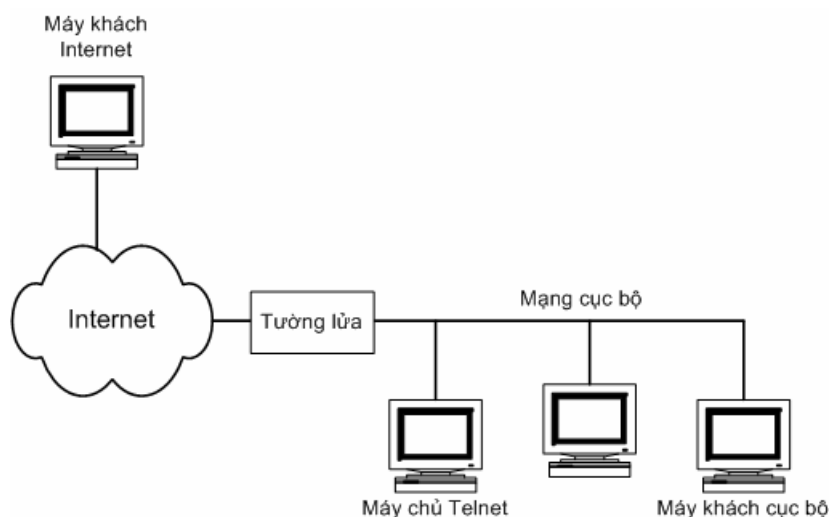 Máy khách
Internet
Internet
Tường lửa
Mạng cục bộ
Máy chủ Telnet
Máy khách cục bộ